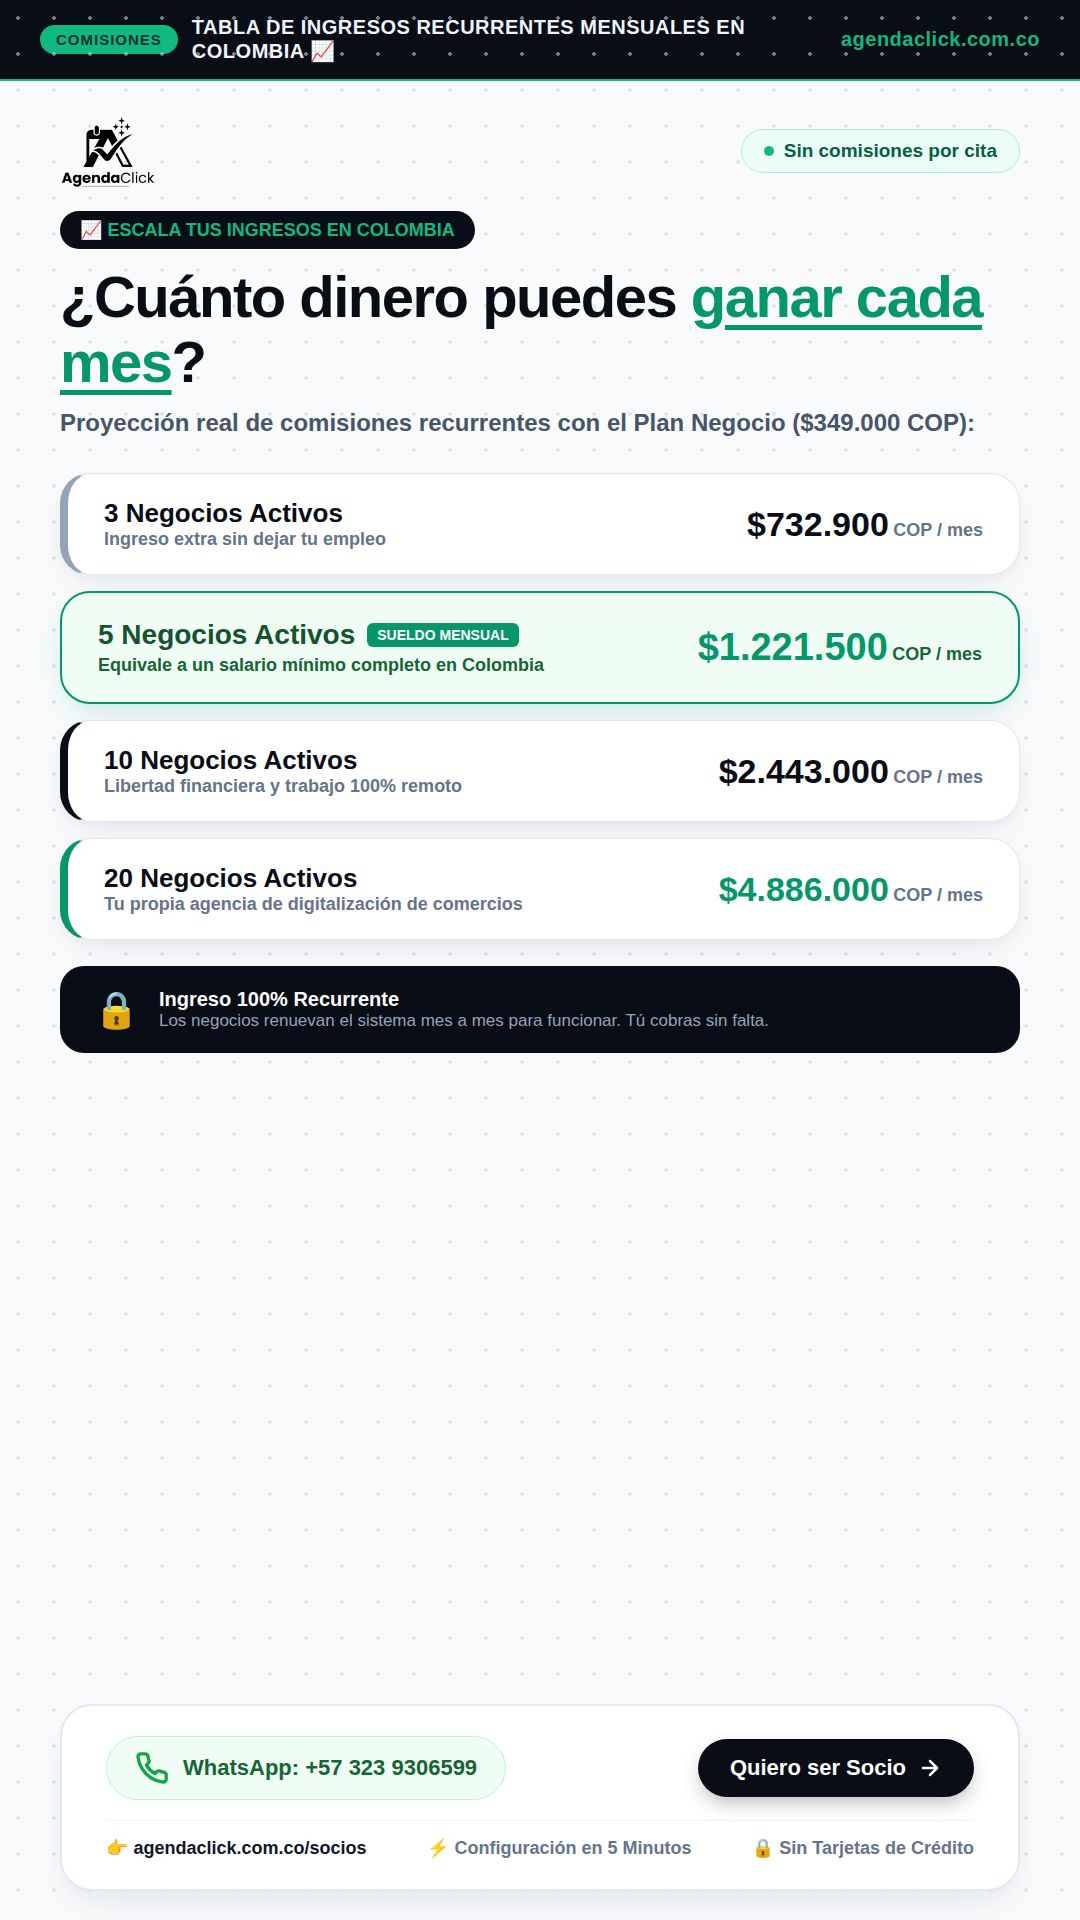 COMISIONES
TABLA DE INGRESOS RECURRENTES MENSUALES EN
COLOMBIA 📈
agendaclick.com.co
AgendaClick
Sin comisiones por cita
📈 ESCALA TUS INGRESOS EN COLOMBIA
¿Cuánto dinero puedes ganar cada
mes?
Proyección real de comisiones recurrentes con el Plan Negocio ($349.000 COP):
3 Negocios Activos
Ingreso extra sin dejar tu empleo
$732.900 COP / mes
5 Negocios Activos SUELDO MENSUAL
Equivale a un salario mínimo completo en Colombia
$1.221.500 COP / mes
10 Negocios Activos
Libertad financiera y trabajo 100% remoto
$2.443.000 COP / mes
20 Negocios Activos
Tu propia agencia de digitalización de comercios
$4.886.000 COP / mes
🔒 Ingreso 100% Recurrente
Los negocios renuevan el sistema mes a mes para funcionar. Tú cobras sin falta.
WhatsApp: +57 323 9306599
Quiero ser Socio →
👉 agendaclick.com.co/socios
⚡ Configuración en 5 Minutos
🔒 Sin Tarjetas de Crédito